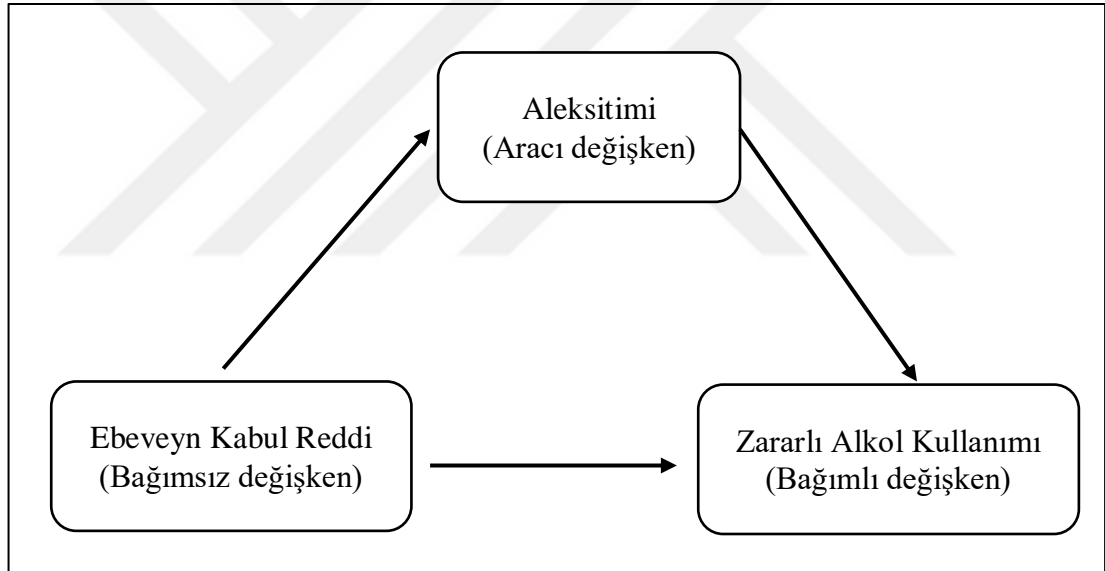 Aleksitimi
(Aracı değişken)
Ebeveyn Kabul Reddi
(Bağımsız değişken)
Zararlı Alkol Kullanımı
(Bağımlı değişken)